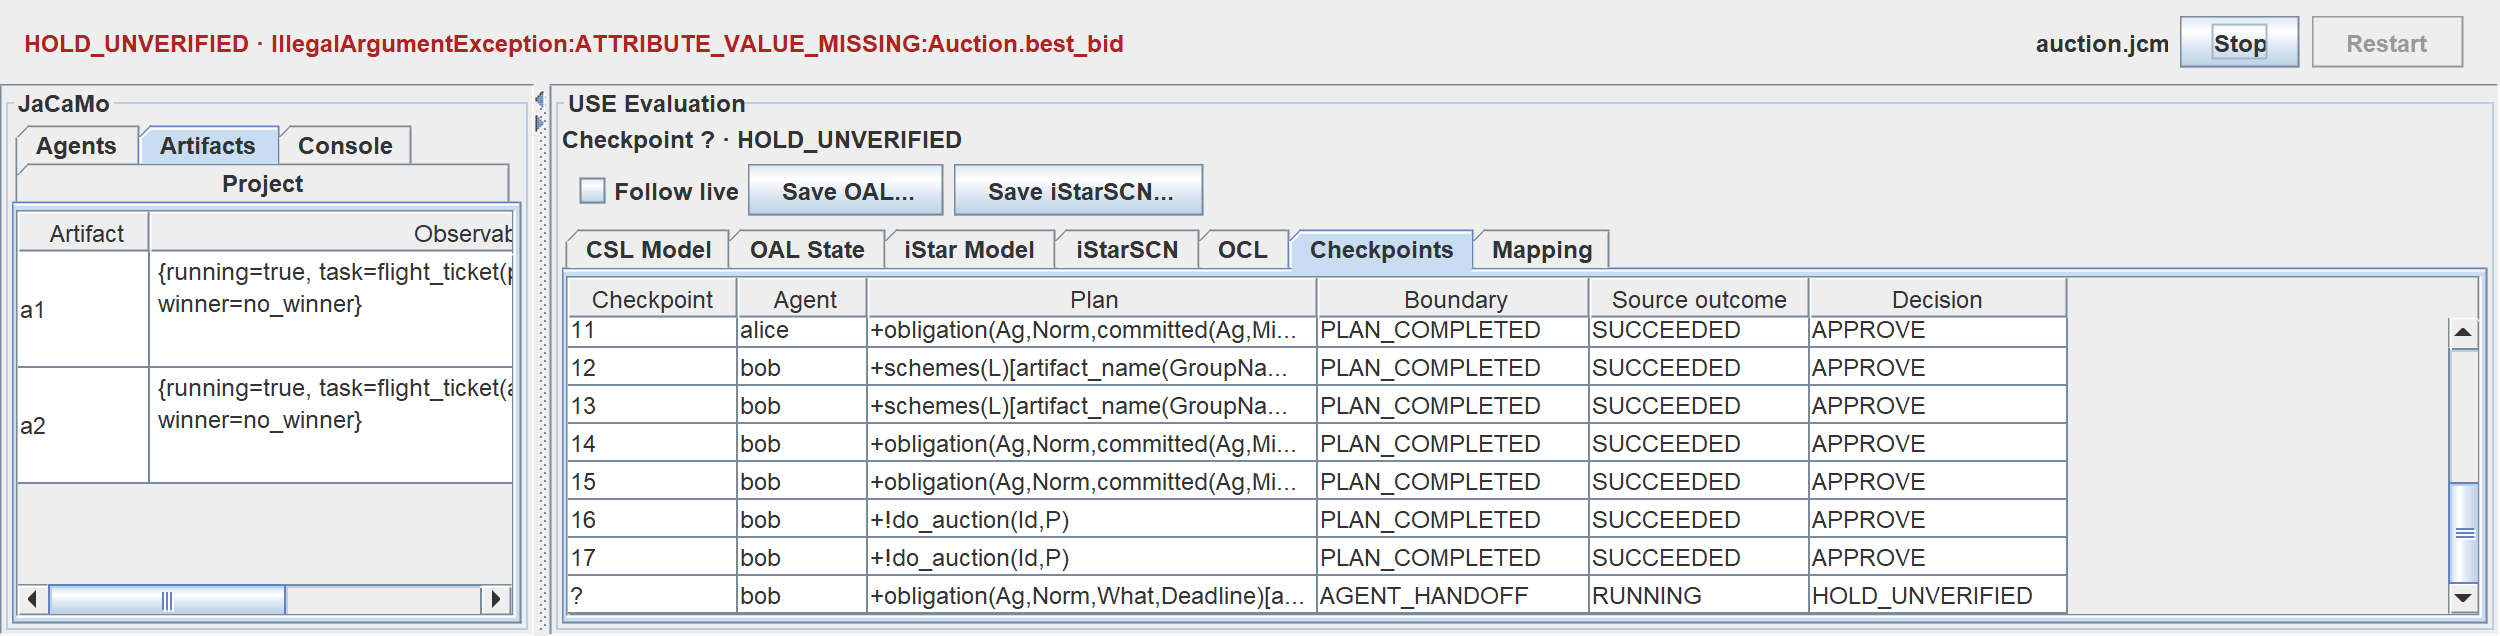 HOLD_UNVERIFIED · IllegalArgumentException:ATTRIBUTE_VALUE_MISSING:Auction.best_bid
auction.jcm Stop Restart
JaCaMo
Agents Artifacts Console
Project
Artifact Observab
a1 {running=true, task=flight_ticket(p
winner=no_winner}
a2 {running=true, task=flight_ticket(a
winner=no_winner}
USE Evaluation
Checkpoint ? · HOLD_UNVERIFIED
Follow live Save OAL... Save iStarSCN...
CSL Model OAL State iStar Model iStarSCN OCL Checkpoints Mapping
Checkpoint Agent Plan Boundary Source outcome Decision
11 alice +obligation(Ag,Norm,committed(Ag,Mi... PLAN_COMPLETED SUCCEEDED APPROVE
12 bob +schemes(L)[artifact_name(GroupNa... PLAN_COMPLETED SUCCEEDED APPROVE
13 bob +schemes(L)[artifact_name(GroupNa... PLAN_COMPLETED SUCCEEDED APPROVE
14 bob +obligation(Ag,Norm,committed(Ag,Mi... PLAN_COMPLETED SUCCEEDED APPROVE
15 bob +obligation(Ag,Norm,committed(Ag,Mi... PLAN_COMPLETED SUCCEEDED APPROVE
16 bob +!do_auction(Id,P) PLAN_COMPLETED SUCCEEDED APPROVE
17 bob +!do_auction(Id,P) PLAN_COMPLETED SUCCEEDED APPROVE
? bob +obligation(Ag,Norm,What,Deadline)[a... AGENT_HANDOFF RUNNING HOLD_UNVERIFIED